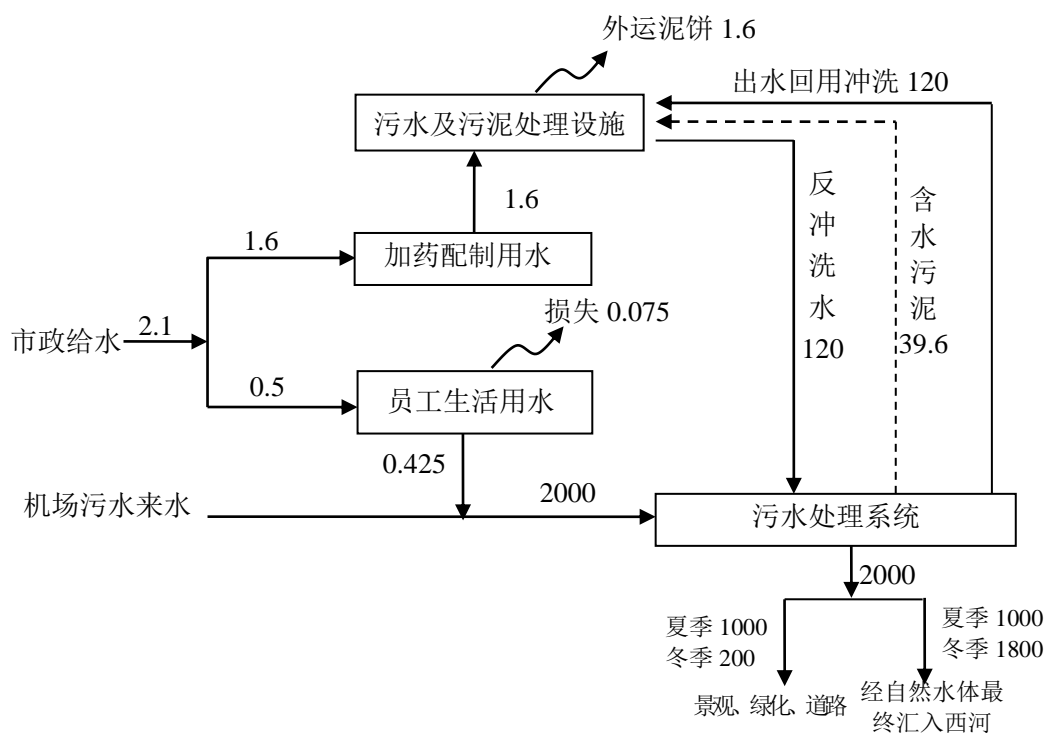 外运泥饼 1.6
出水回用冲洗 120
污水及污泥处理设施
反冲洗水
120
含水污泥
39.6
1.6
1.6
加药配制用水
损失 0.075
市政给水
2.1
0.5
员工生活用水
0.425
机场污水来水
2000
污水处理系统
2000
夏季 1000
冬季 200
夏季 1000
冬季 1800
景观、绿化、道路
经自然水体最
终汇入西河